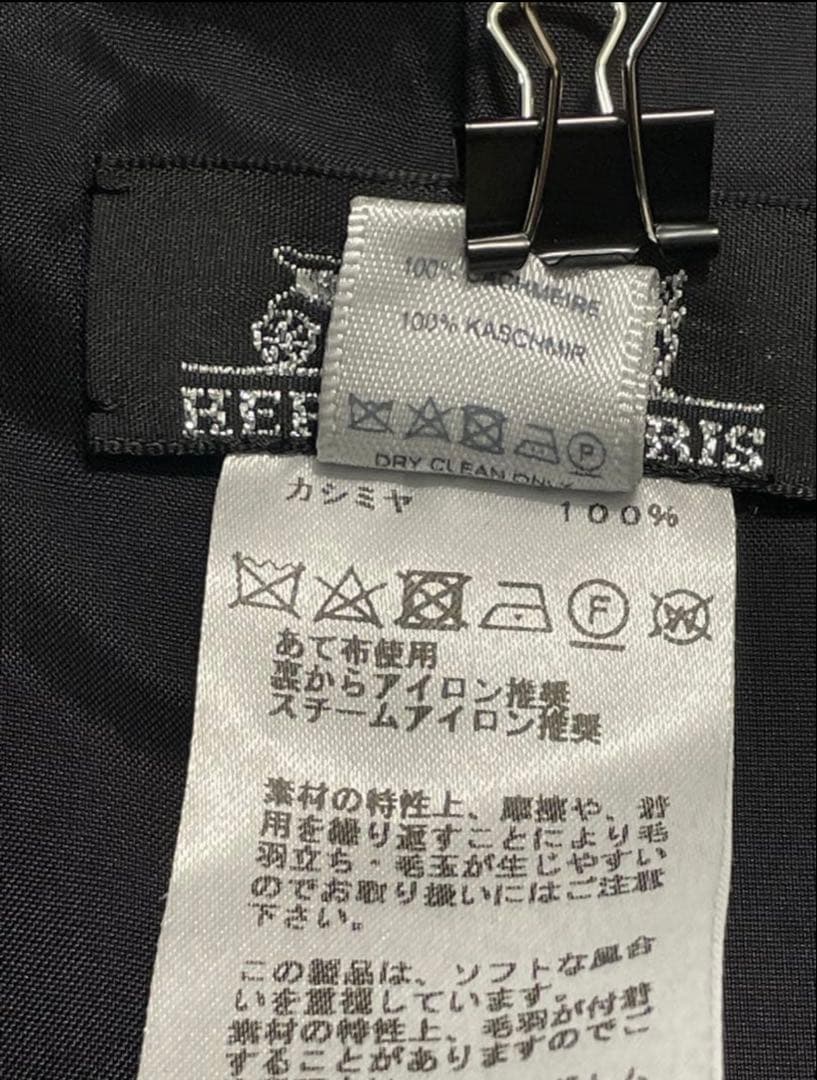 100% CACHMEIRE
100% KASCHMIR
P
HER
RIS
DRY CLEAN ONLY
カシミヤ 100%
F W
あて布使用
裏からアイロン推奨
スチームアイロン推奨
素材の特性上、摩擦や、着
用を繰り返すことにより毛
羽立ち・毛玉が生じやすい
のでお取り扱いにはご注意
下さい。
この製品は、ソフトな風合
いを重視しています。
素材の特性上、毛羽が付着
することがありますのでご